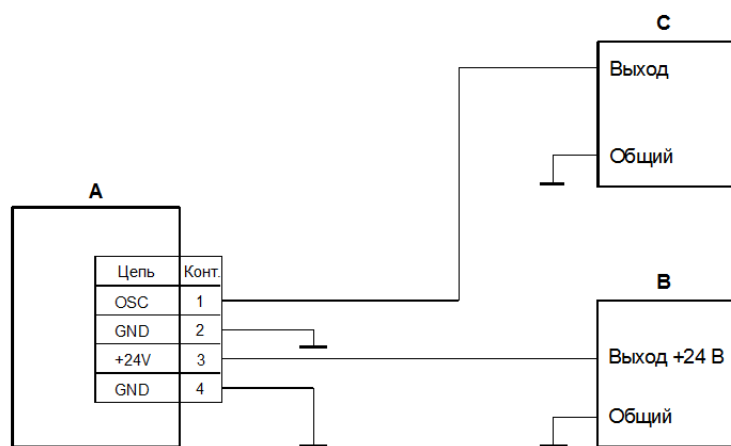 C
Выход
Общий
A
Цепь Конт.
OSC 1
GND 2
+24V 3
GND 4
B
Выход +24 В
Общий